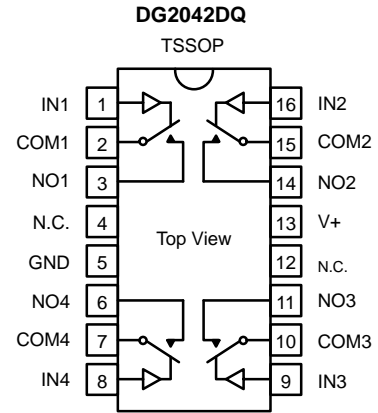 DG2042DQ
TSSOP
IN1 1 16 IN2
COM1 2 15 COM2
NO1 3 14 NO2
N.C. 4 13 V+
Top View
GND 5 12 N.C.
NO4 6 11 NO3
COM4 7 10 COM3
IN4 8 9 IN3